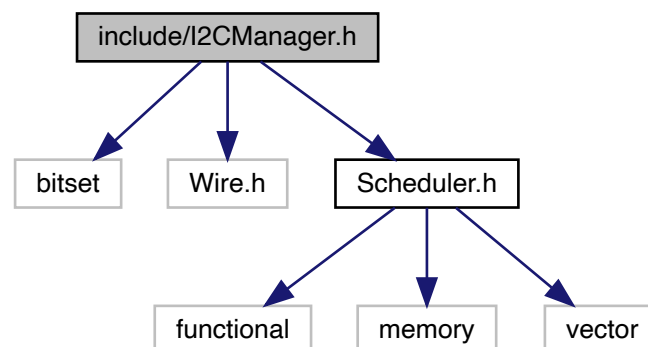 include/I2CManager.h
bitset
Wire.h
Scheduler.h
functional
memory
vector